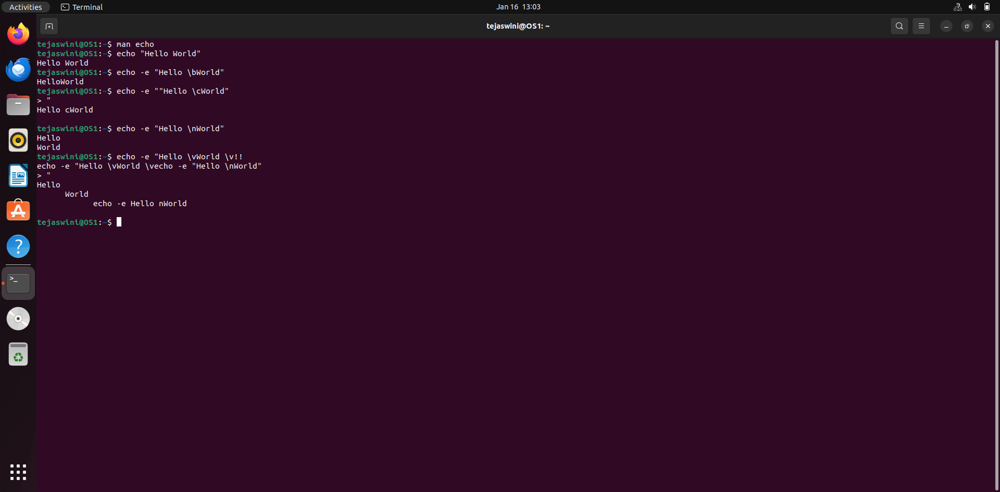 Activities Terminal Jan 16 13:03
tejaswini@OS1: ~
tejaswini@OS1:~$ man echo
tejaswini@OS1:~$ echo "Hello World"
Hello World
tejaswini@OS1:~$ echo -e "Hello \bWorld"
HelloWorld
tejaswini@OS1:~$ echo -e ""Hello \cWorld"
> "
Hello cWorld
tejaswini@OS1:~$ echo -e "Hello \nWorld"
Hello
World
tejaswini@OS1:~$ echo -e "Hello \vWorld \v!!
echo -e "Hello \vWorld \vecho -e "Hello \nWorld"
> "
Hello
      World
            echo -e Hello nWorld
tejaswini@OS1:~$